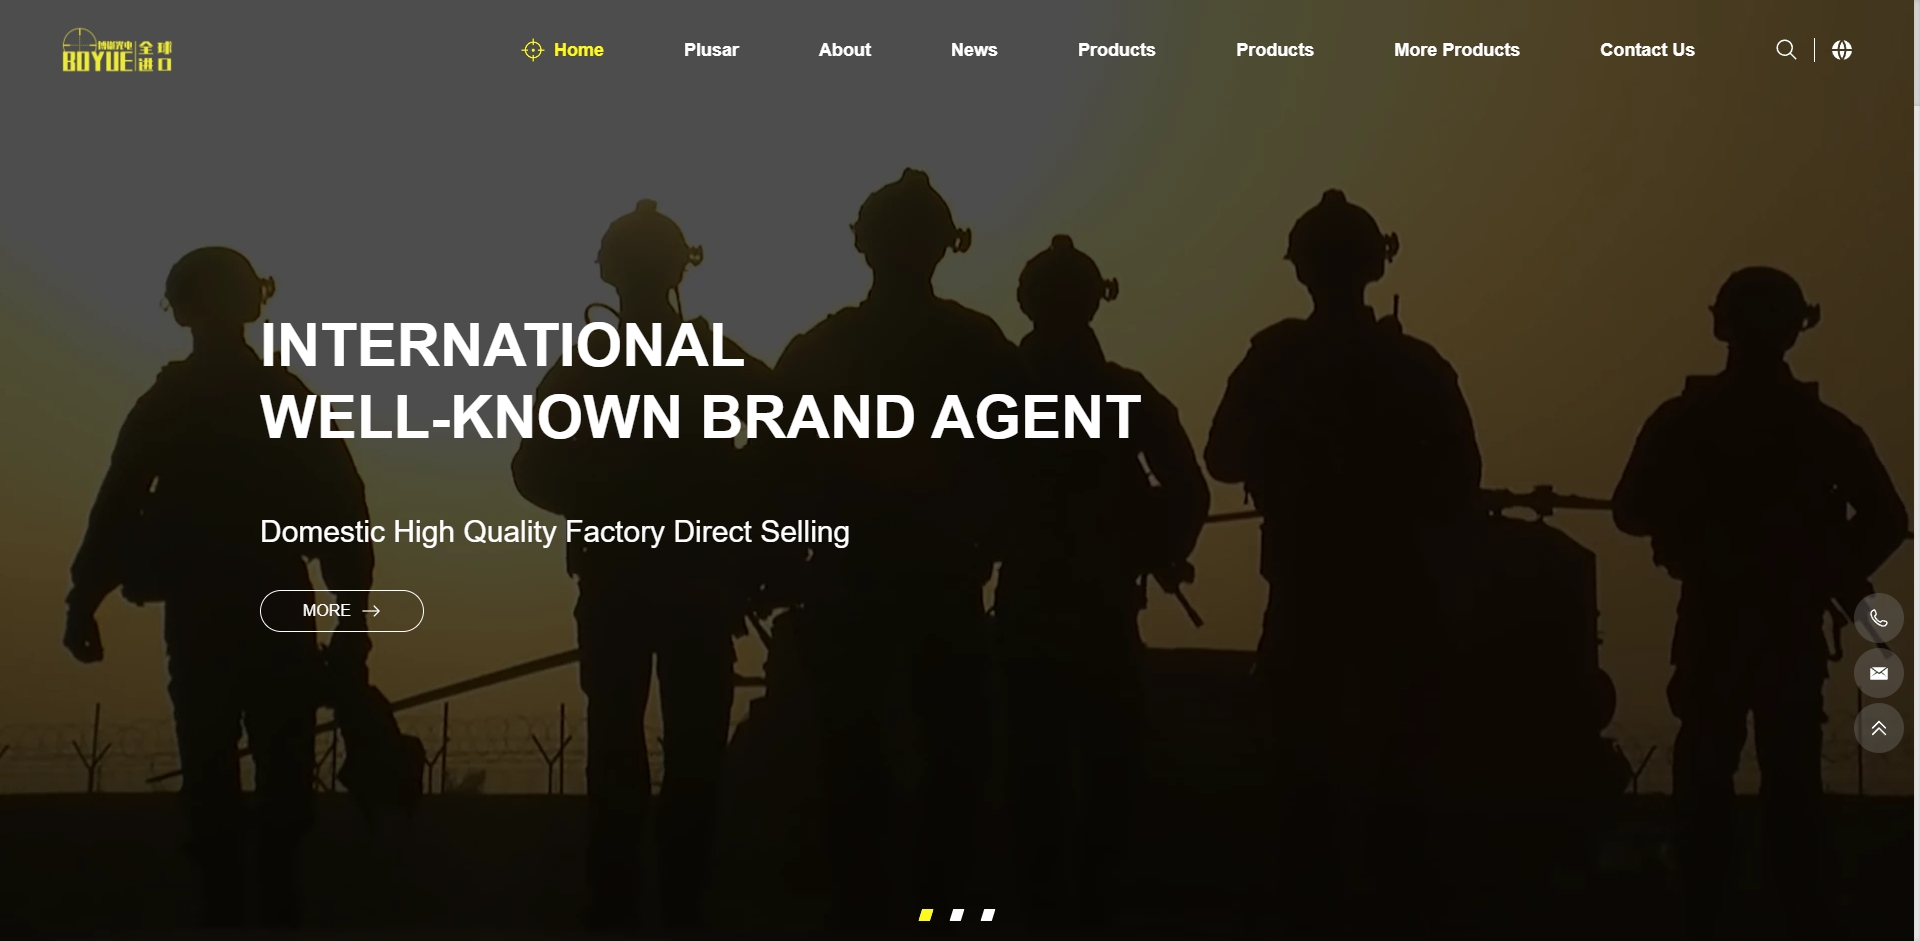 BOYUE
全球
进口
Home
Plusar
About
News
Products
Products
More Products
Contact Us
INTERNATIONAL
WELL-KNOWN BRAND AGENT
Domestic High Quality Factory Direct Selling
MORE